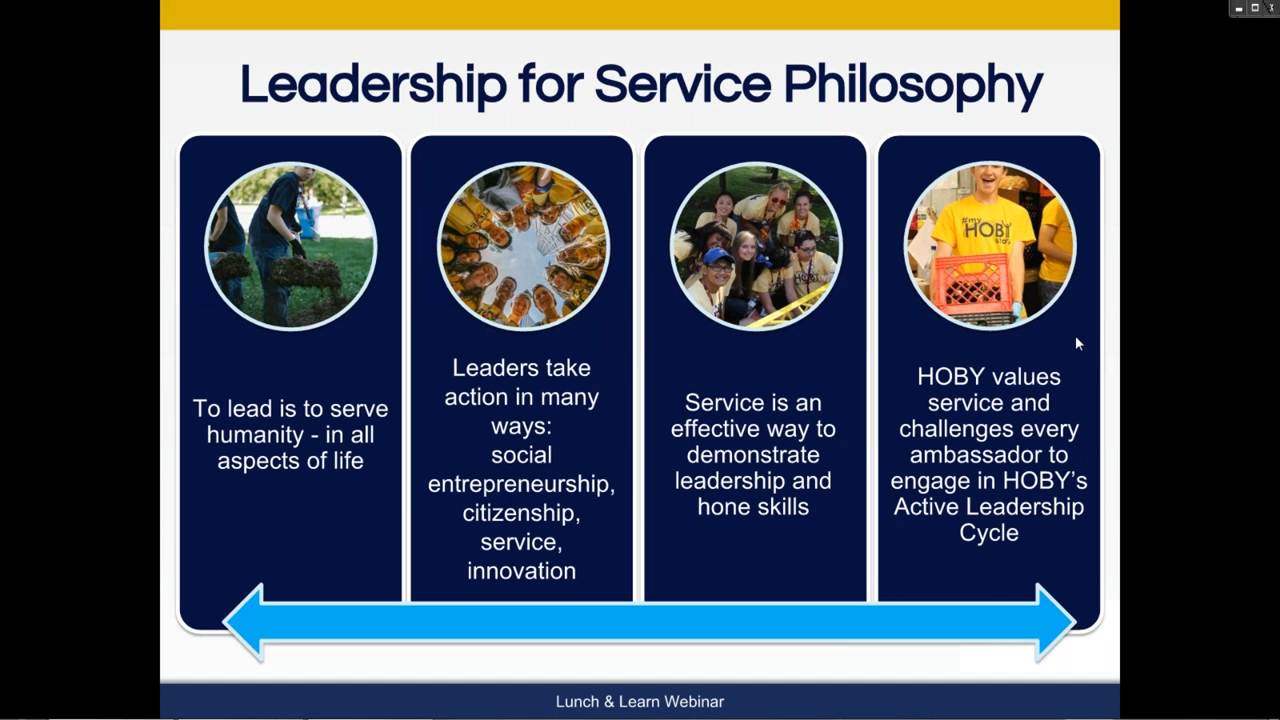 Leadership for Service Philosophy
#my
HOBY
story
To lead is to serve
humanity - in all
aspects of life
Leaders take
action in many
ways:
social
entrepreneurship,
citizenship,
service,
innovation
Service is an
effective way to
demonstrate
leadership and
hone skills
HOBY values
service and
challenges every
ambassador to
engage in HOBY's
Active Leadership
Cycle
Lunch & Learn Webinar